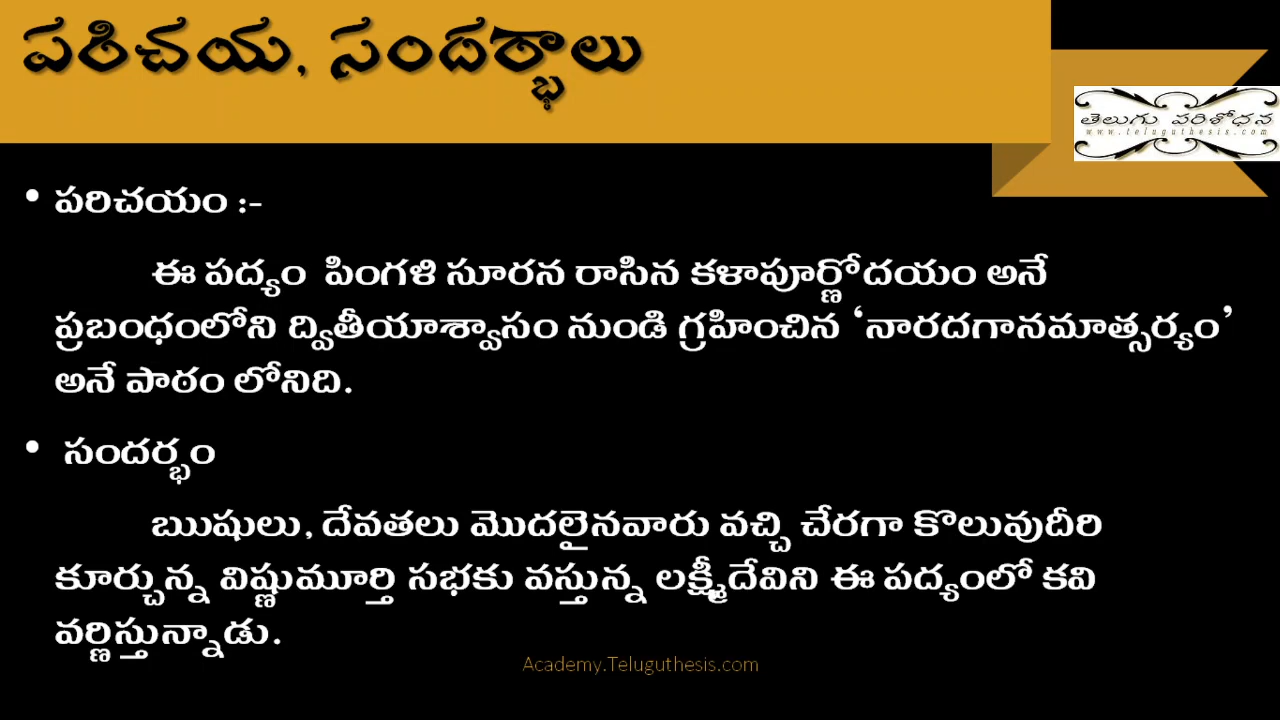 పరిచయ, సందర్భాలు
తెలుగు పరిశోధన
www.teluguthesis.com
• పరిచయం :-
ఈ పద్యం పింగళి సూరన రాసిన కళాపూర్ణోదయం అనే
ప్రబంధంలోని ద్వితీయాశ్వాసం నుండి గ్రహించిన ‘నారదగానమాత్సర్యం’
అనే పాఠం లోనిది.
• సందర్భం
ఋషులు, దేవతలు మొదలైనవారు వచ్చి చేరగా కొలువుదీరి
కూర్చున్న విష్ణుమూర్తి సభకు వస్తున్న లక్ష్మీదేవిని ఈ పద్యంలో కవి
వర్ణిస్తున్నాడు.
Academy.Teluguthesis.com